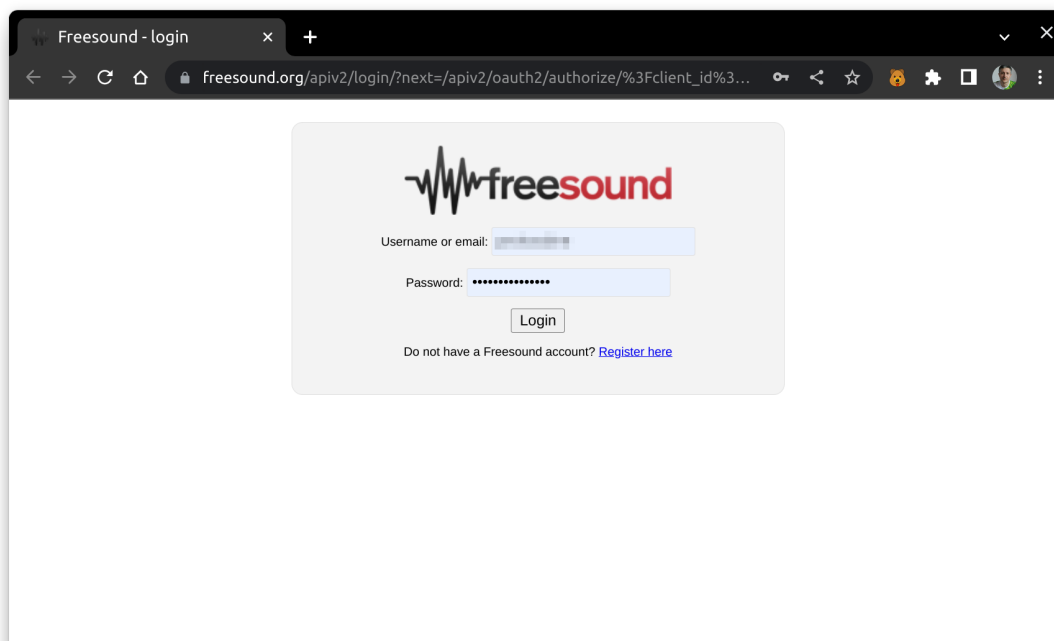 Freesound - login
freesound.org/apiv2/login/?next=/apiv2/oauth2/authorize/%3Fclient_id%3...
freesound
Username or email:
Password: •••••••••••••••
Login
Do not have a Freesound account? Register here